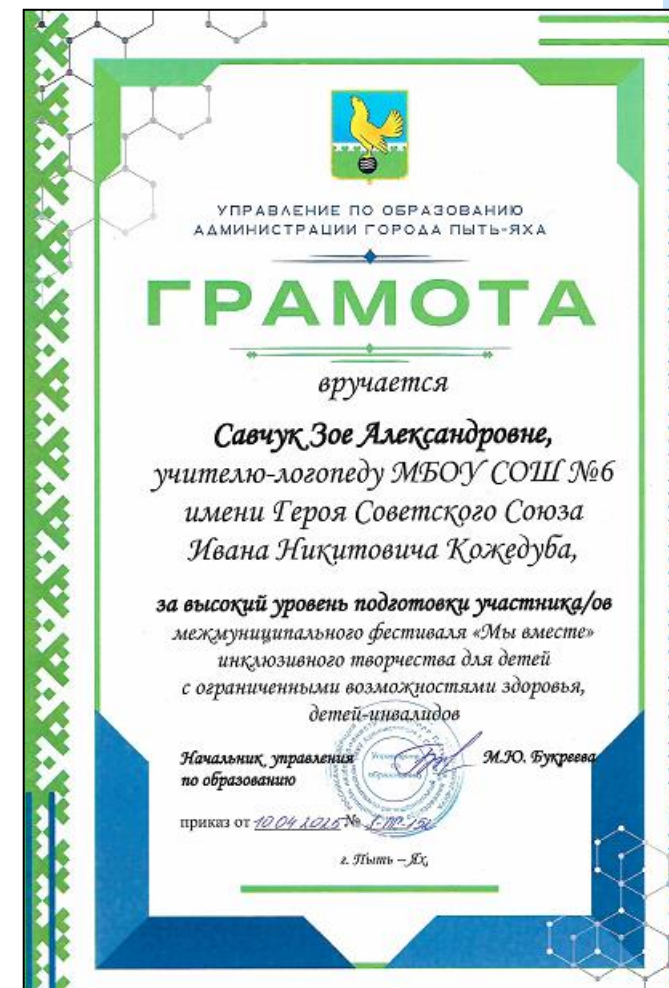 УПРАВЛЕНИЕ ПО ОБРАЗОВАНИЮ
АДМИНИСТРАЦИИ ГОРОДА ПЫТЬ-ЯХА
ГРАМОТА
вручается
Савчук Зое Александровне,
учителю-логопеду МБОУ СОШ №6
имени Героя Советского Союза
Ивана Никитовича Кожедуба,
за высокий уровень подготовки участника/ов
межмуниципального фестиваля «Мы вместе»
инклюзивного творчества для детей
с ограниченными возможностями здоровья,
детей-инвалидов
Начальник управления М.Ю. Букреева
по образованию
приказ от 10.04.2025 №
г. Пыть – Ях,